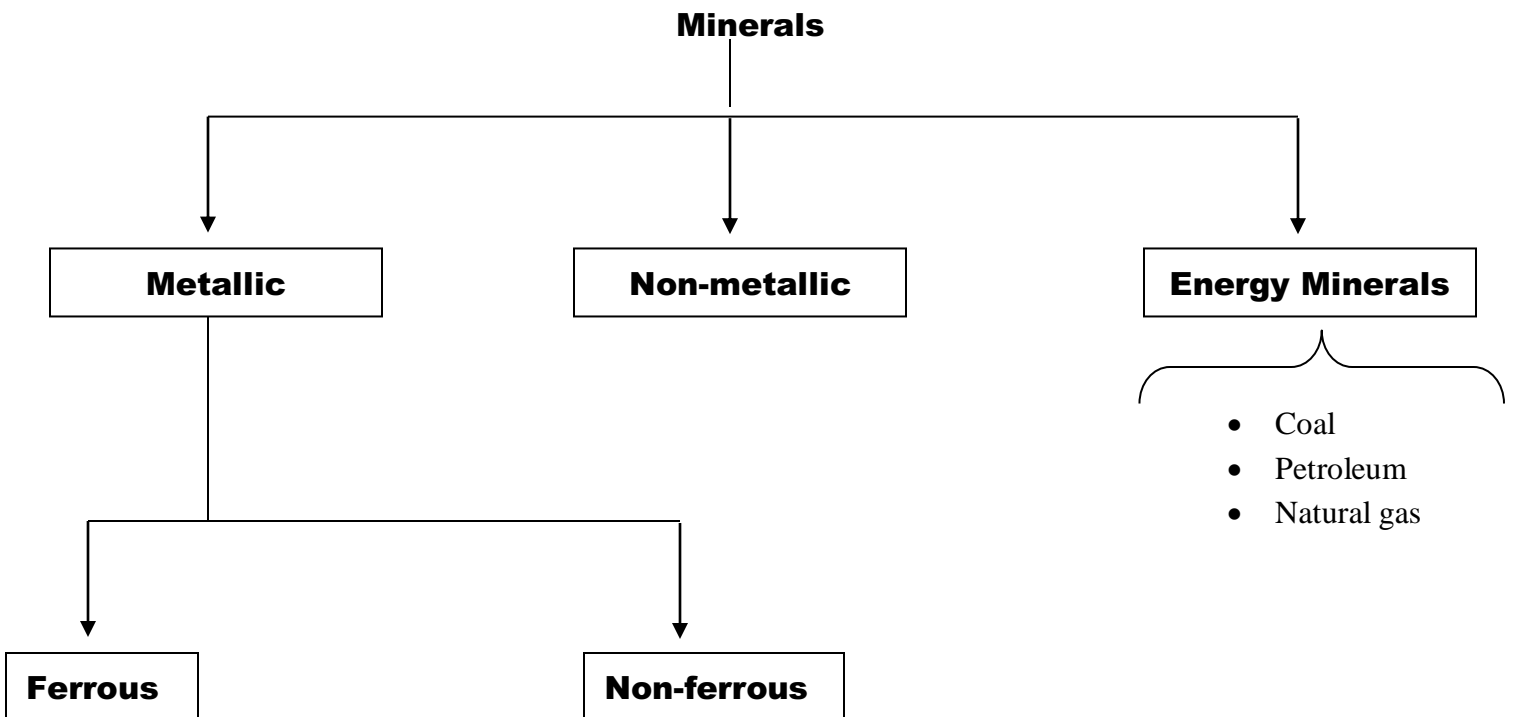 Minerals
Metallic
Non-metallic
Energy Minerals
• Coal
• Petroleum
• Natural gas
Ferrous
Non-ferrous